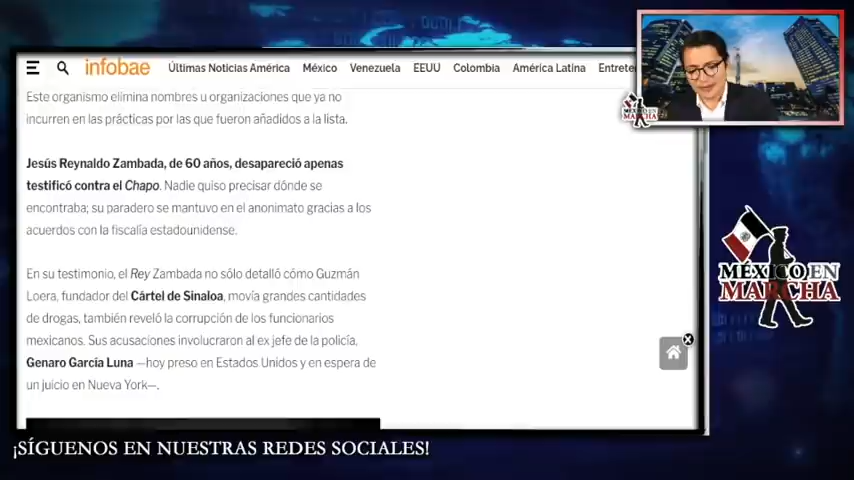 infobae
Últimas Noticias América México Venezuela EEUU Colombia América Latina Entrete
Este organismo elimina nombres u organizaciones que ya no
incurren en las prácticas por las que fueron añadidos a la lista.
Jesús Reynaldo Zambada, de 60 años, desapareció apenas
testificó contra el Chapo. Nadie quiso precisar dónde se
encontraba; su paradero se mantuvo en el anonimato gracias a los
acuerdos con la fiscalía estadounidense.
En su testimonio, el Rey Zambada no sólo detalló cómo Guzmán
Loera, fundador del Cártel de Sinaloa, movía grandes cantidades
de drogas, también reveló la corrupción de los funcionarios
mexicanos. Sus acusaciones involucraron al ex jefe de la policía,
Genaro García Luna —hoy preso en Estados Unidos y en espera de
un juicio en Nueva York—.
MÉXICO EN
MARCHA
MÉXICO EN
MARCHA
¡SÍGUENOS EN NUESTRAS REDES SOCIALES!